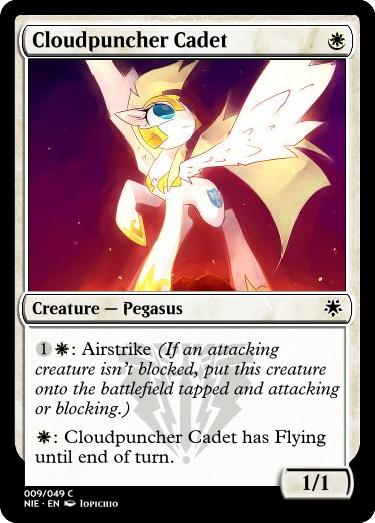 Cloudpuncher Cadet
Creature — Pegasus
1 : Airstrike (If an attacking
creature isn't blocked, put this creature
onto the battlefield tapped and attacking
or blocking.)
: Cloudpuncher Cadet has Flying
until end of turn.
1/1
009/049 C
NIE • EN Iopichio